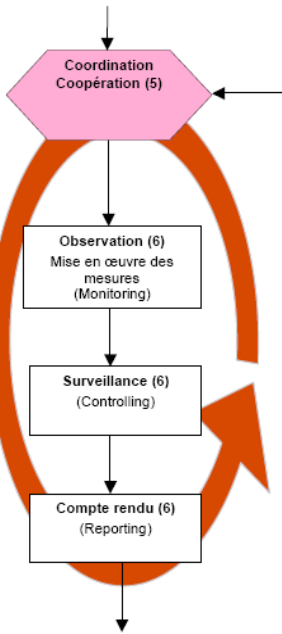 Coordination
Coopération (5)
Observation (6)
Mise en œuvre des
mesures
(Monitoring)
Surveillance (6)
(Controlling)
Compte rendu (6)
(Reporting)